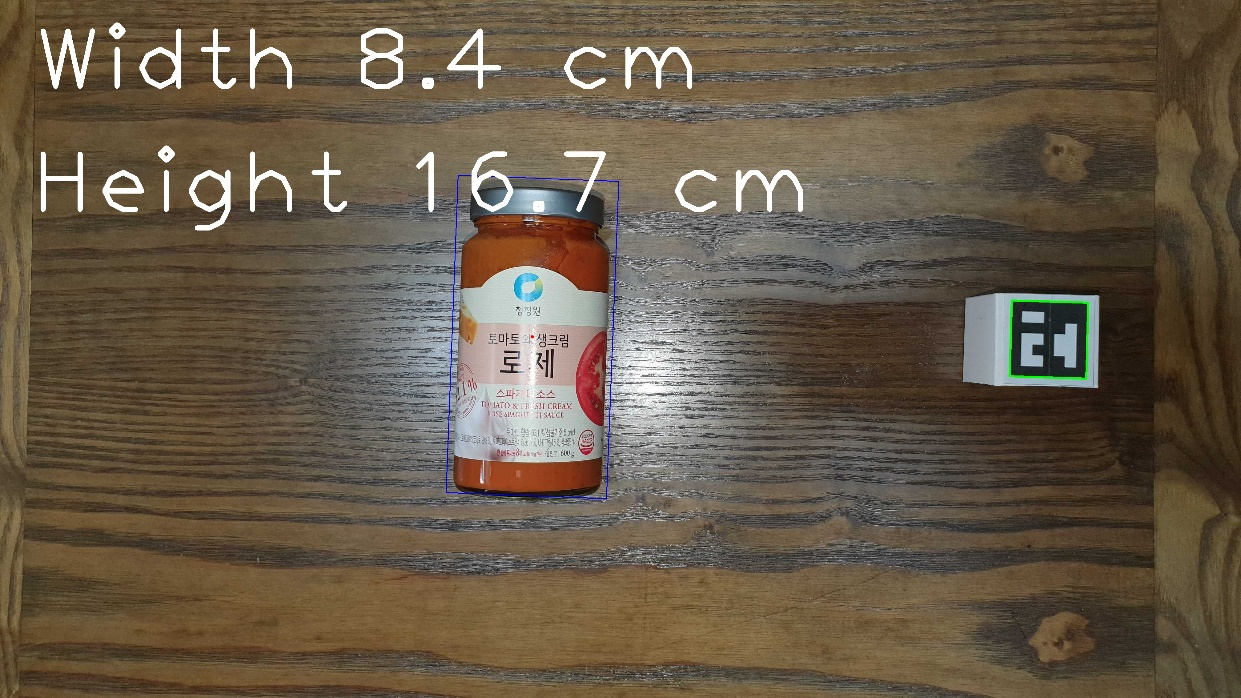 Width 8.4 cm
Height 16.7 cm
청정원
토마토와 생크림
로제
스파게티소스
TOMATO & FRESH CREAM
ROSE SPAGHETTI SAUCE
600g